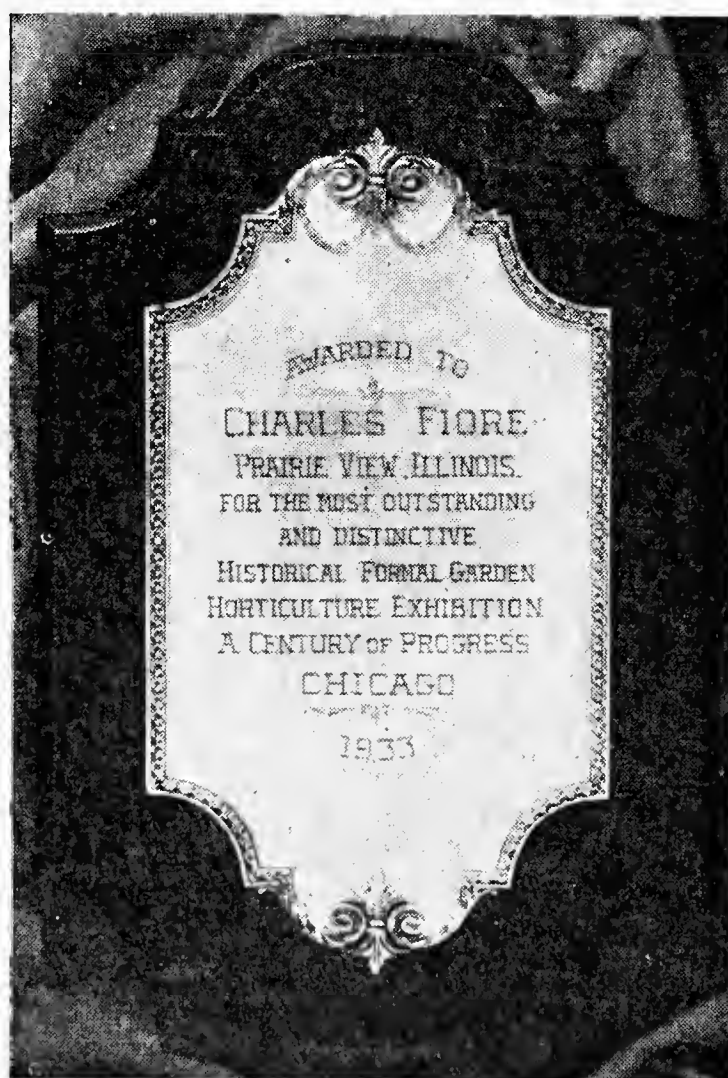 AWARDED TO
CHARLES FIORE
PRAIRIE VIEW, ILLINOIS.
FOR THE MOST OUTSTANDING
AND DISTINCTIVE
HISTORICAL FORMAL GARDEN
HORTICULTURE EXHIBITION
A CENTURY OF PROGRESS
CHICAGO
1933